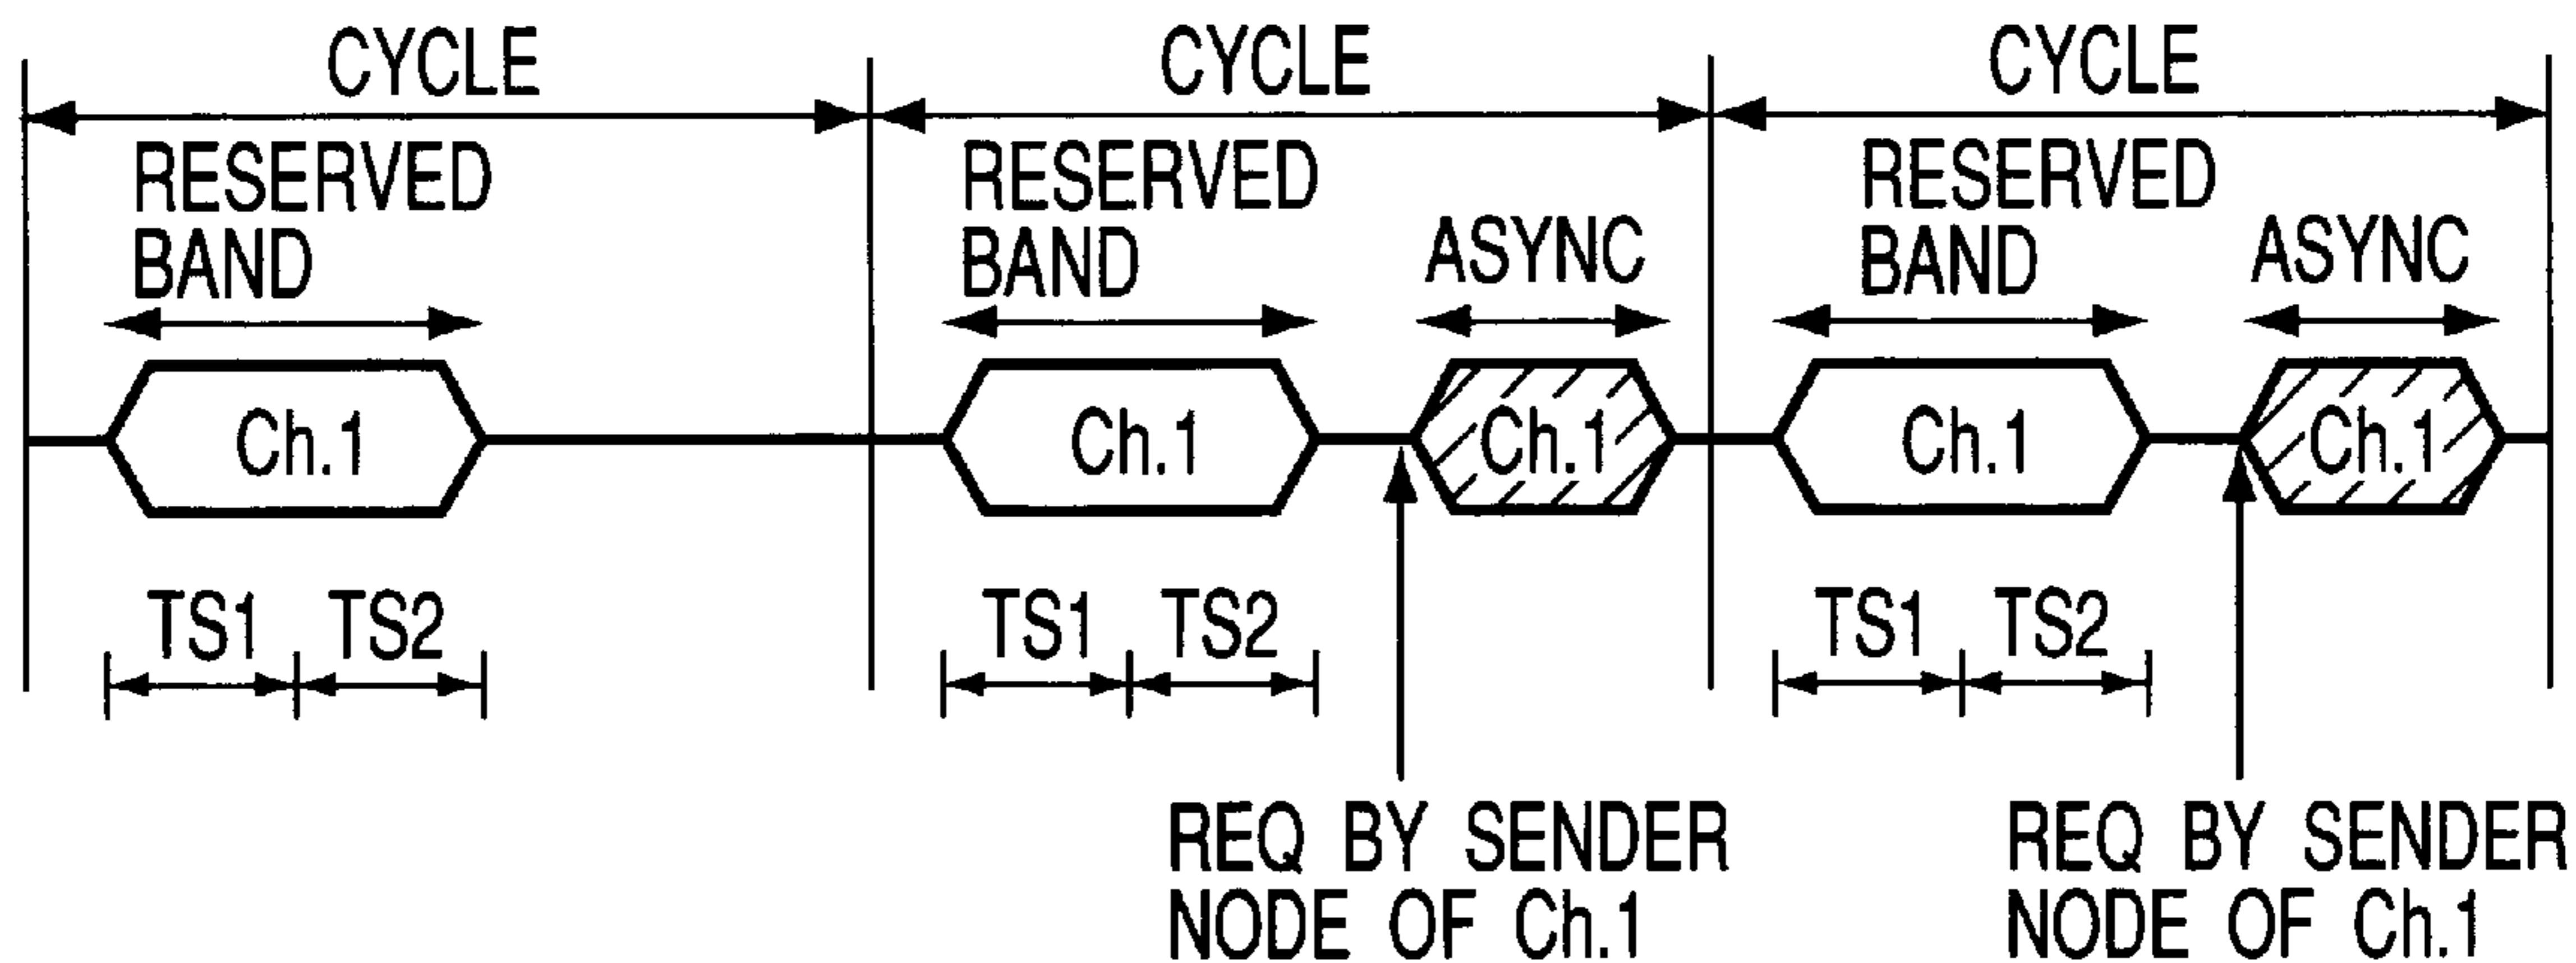 CYCLE CYCLE CYCLE
RESERVED
BAND
RESERVED
BAND
ASYNC
RESERVED
BAND
ASYNC
Ch.1 Ch.1 Ch.1 Ch.1 Ch.1
TS1 TS2 TS1 TS2 TS1 TS2
REQ BY SENDER
NODE OF Ch.1
REQ BY SENDER
NODE OF Ch.1